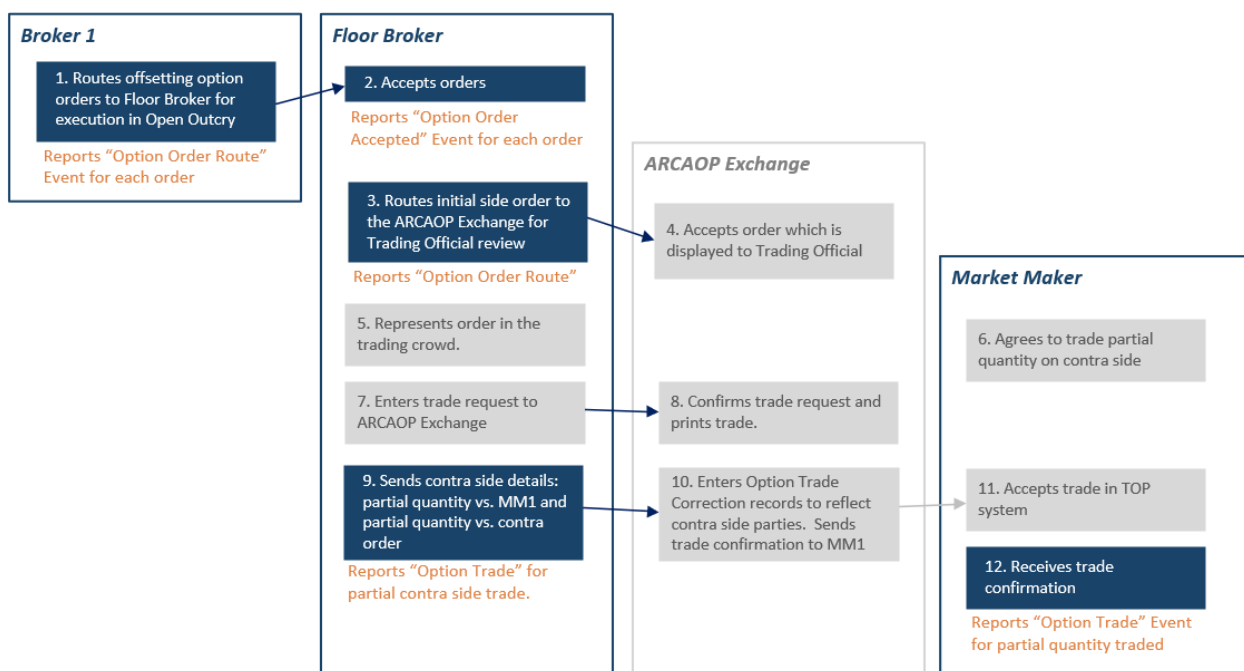 Broker 1
1. Routes offsetting option
orders to Floor Broker for
execution in Open Outcry
Reports “Option Order Route”
Event for each order
Floor Broker
2. Accepts orders
Reports “Option Order
Accepted” Event for each order
3. Routes initial side order to
the ARCAOP Exchange for
Trading Official review
Reports “Option Order Route”
5. Represents order in the
trading crowd.
7. Enters trade request to
ARCAOP Exchange
9. Sends contra side details:
partial quantity vs. MM1 and
partial quantity vs. contra
order
Reports “Option Trade” for
partial contra side trade.
ARCAOP Exchange
4. Accepts order which is
displayed to Trading Official
8. Confirms trade request and
prints trade.
10. Enters Option Trade
Correction records to reflect
contra side parties.  Sends
trade confirmation to MM1
Market Maker
6. Agrees to trade partial
quantity on contra side
11. Accepts trade in TOP
system
12. Receives trade
confirmation
Reports “Option Trade” Event
for partial quantity traded